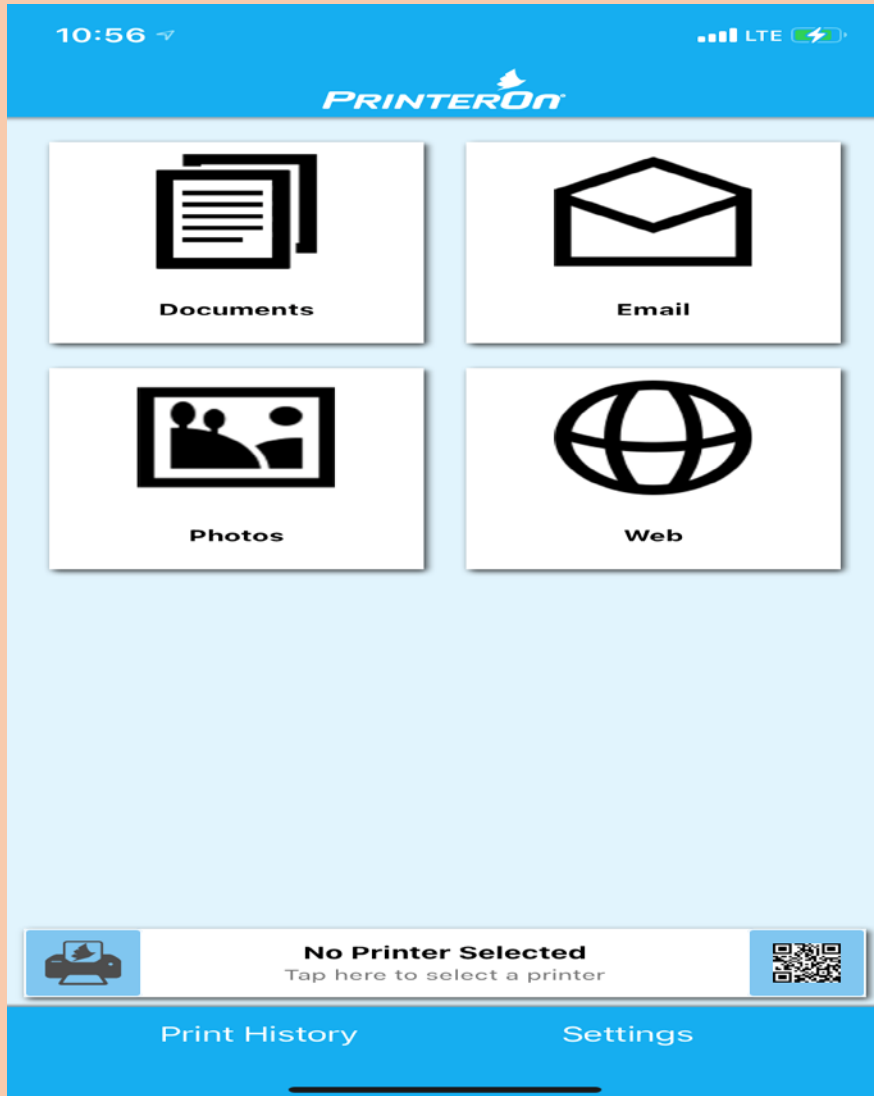 10:56
LTE
PRINTERON
Documents
Email
Photos
Web
No Printer Selected
Tap here to select a printer
Print History
Settings